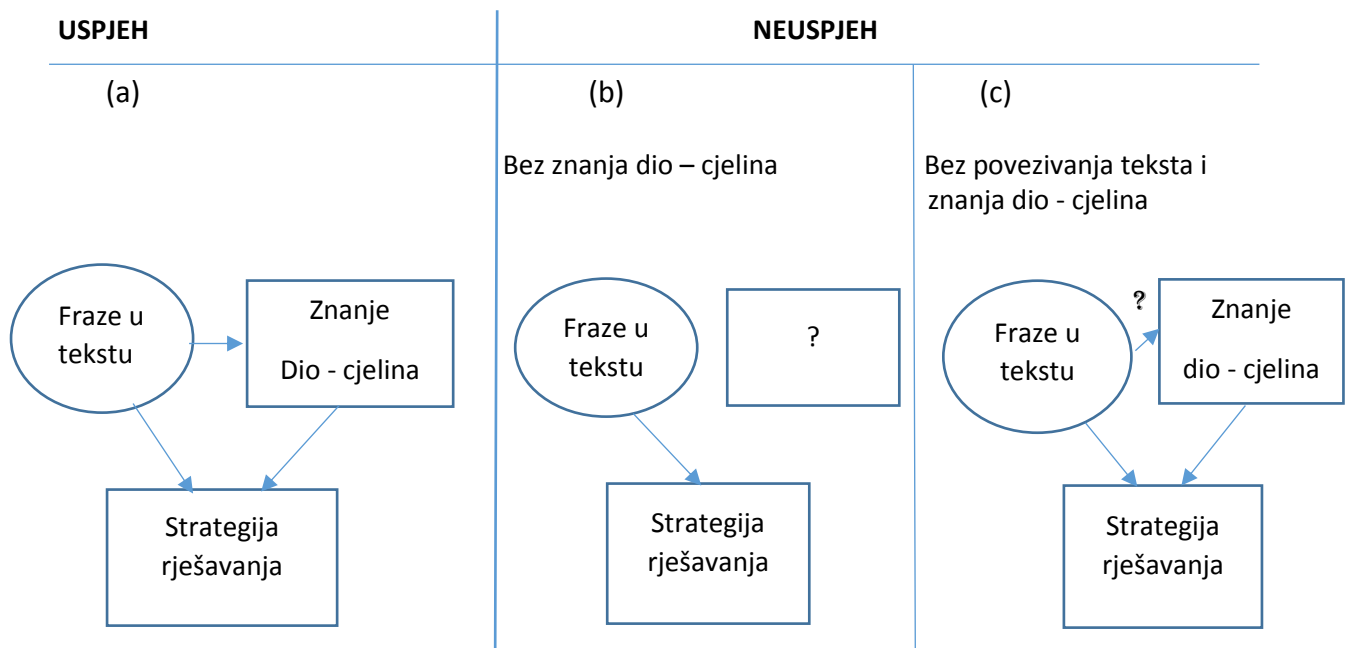 USPJEH
NEUSPJEH
(a)
(b)
(c)
Bez znanja dio – cjelina
Bez povezivanja teksta i
znanja dio - cjelina
Fraze u
tekstu
Znanje
Dio - cjelina
Strategija
rješavanja
Fraze u
tekstu
?
Strategija
rješavanja
Fraze u
tekstu
?
Znanje
dio - cjelina
Strategija
rješavanja